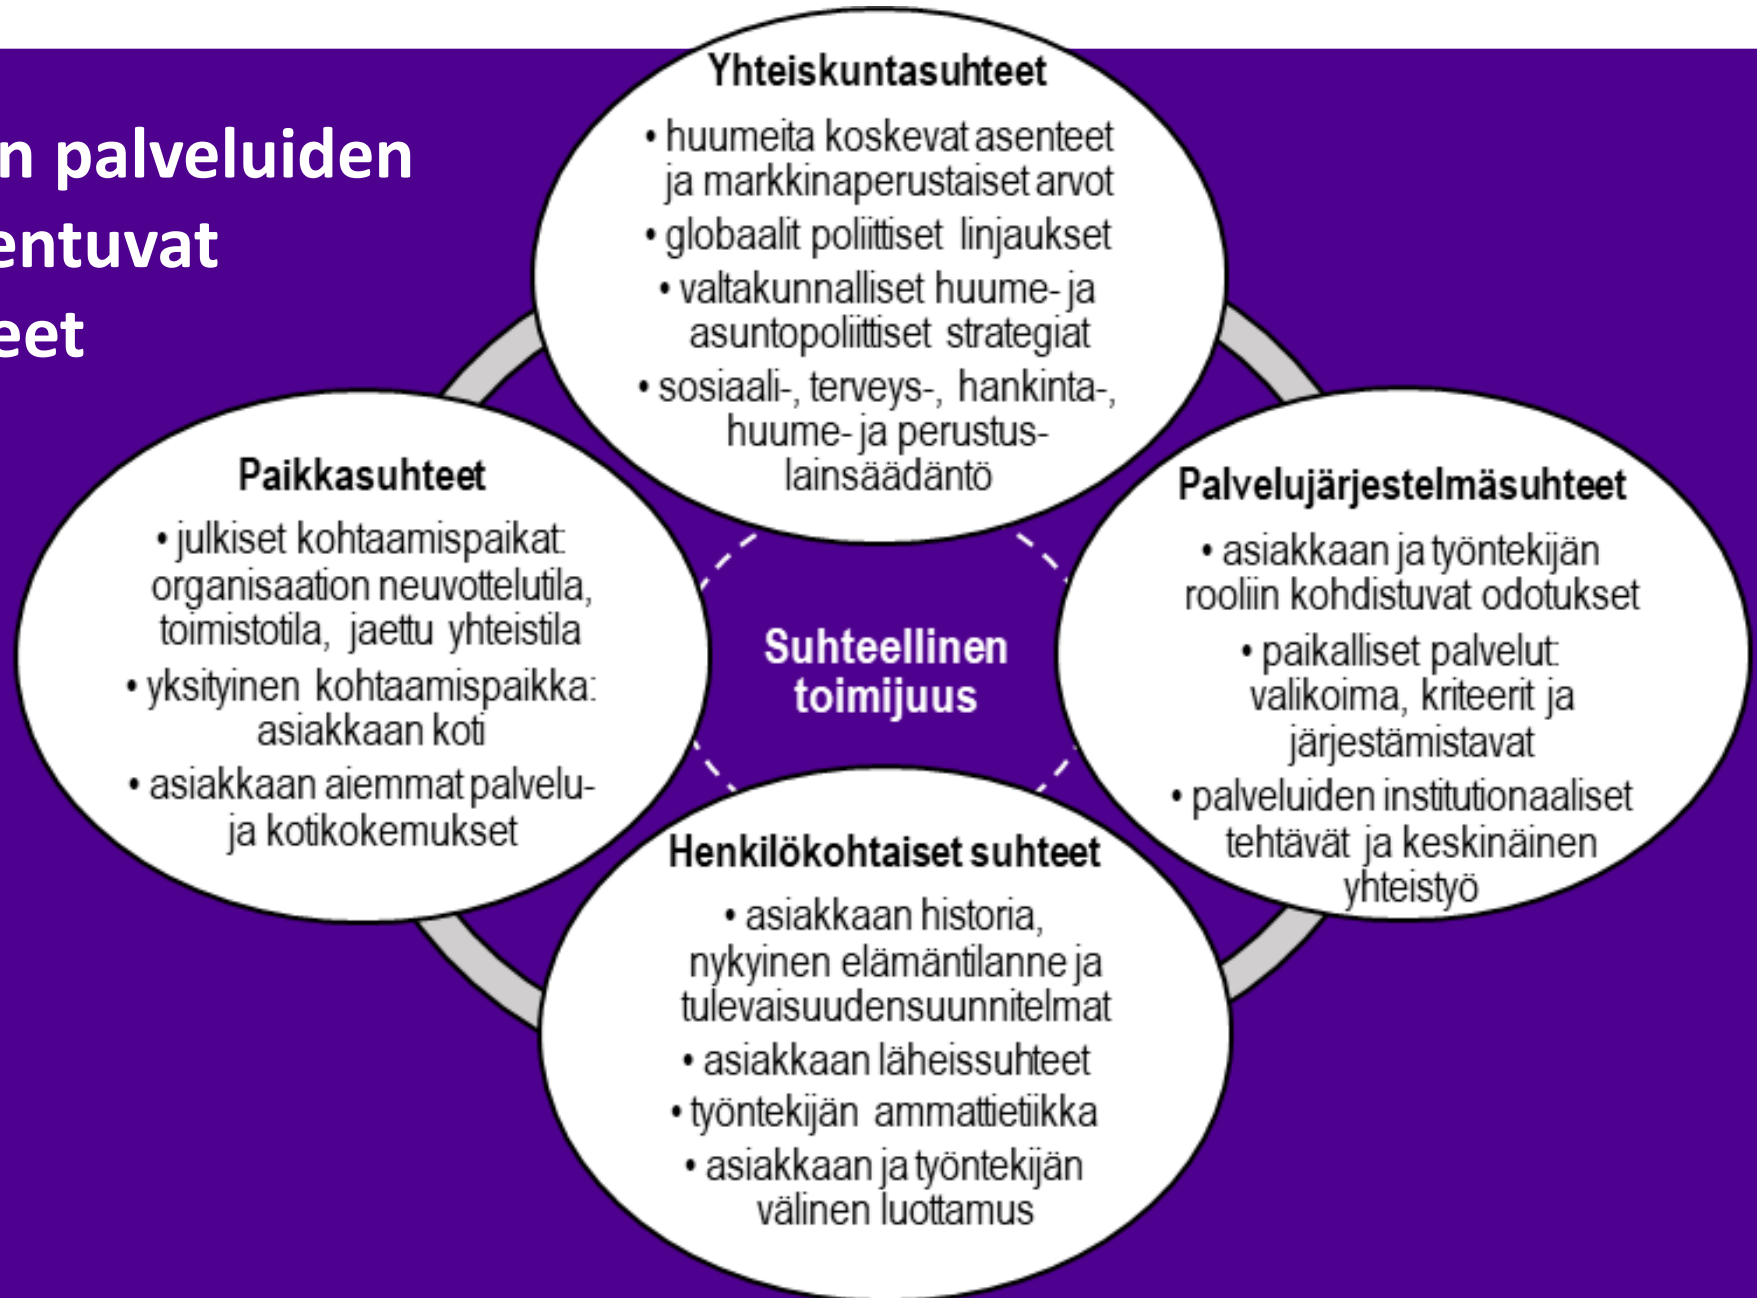 n palveluiden
entuvat
eet
Yhteiskuntasuhteet
• huumeita koskevat asenteet
ja markkinaperustaiset arvot
• globaalit poliittiset linjaukset
• valtakunnalliset huume- ja
asuntopoliittiset strategiat
• sosiaali-, terveys-, hankinta-,
huume- ja perustus-
lainsäädäntö
Paikkasuhteet
• julkiset kohtaamispaikat:
organisaation neuvottelutila,
toimistotila, jaettu yhteistila
• yksityinen kohtaamispaikka:
asiakkaan koti
• asiakkaan aiemmat palvelu-
ja kotikokemukset
Suhteellinen
toimijuus
Palvelujärjestelmäsuhteet
• asiakkaan ja työntekijän
rooliin kohdistuvat odotukset
• paikalliset palvelut:
valikoima, kriteerit ja
järjestämistavat
• palveluiden institutionaaliset
tehtävät ja keskinäinen
yhteistyö
Henkilökohtaiset suhteet
• asiakkaan historia,
nykyinen elämäntilanne ja
tulevaisuudensuunnitelmat
• asiakkaan läheissuhteet
• työntekijän ammattietiikka
• asiakkaan ja työntekijän
välinen luottamus